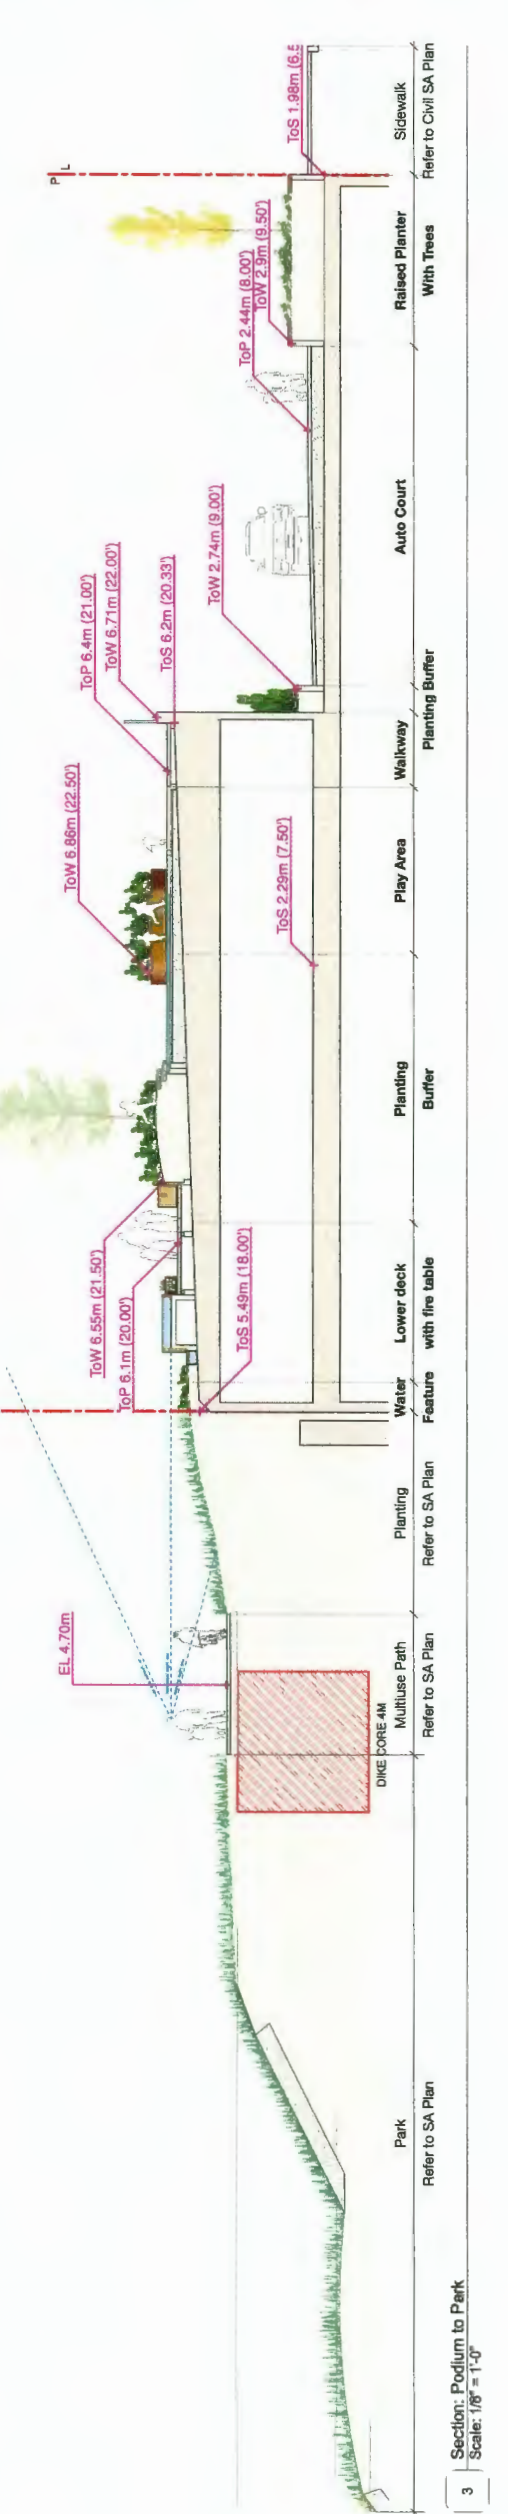 EL 4.70m
ToW 6.55m (21.50')
ToP 6.1m (20.00')
ToS 5.49m (18.00')
ToW 6.86m (22.50')
ToS 2.29m (7.50')
ToP 6.4m (21.00')
ToW 6.71m (22.00')
ToS 6.2m (20.33')
ToW 2.74m (9.00')
ToP 2.44m (8.00')
ToW 2.9m (9.50')
ToS 1.98m (6.5
P L
DIKE CORE 4M
Park
Refer to SA Plan
Multiuse Path
Refer to SA Plan
Planting
Refer to SA Plan
Water
Feature
Lower deck
with fire table
Planting
Buffer
Play Area
Walkway
Planting Buffer
Auto Court
Raised Planter
With Trees
Sidewalk
Refer to Civil SA Plan
3
Section: Podium to Park
Scale: 1/8" = 1'-0"